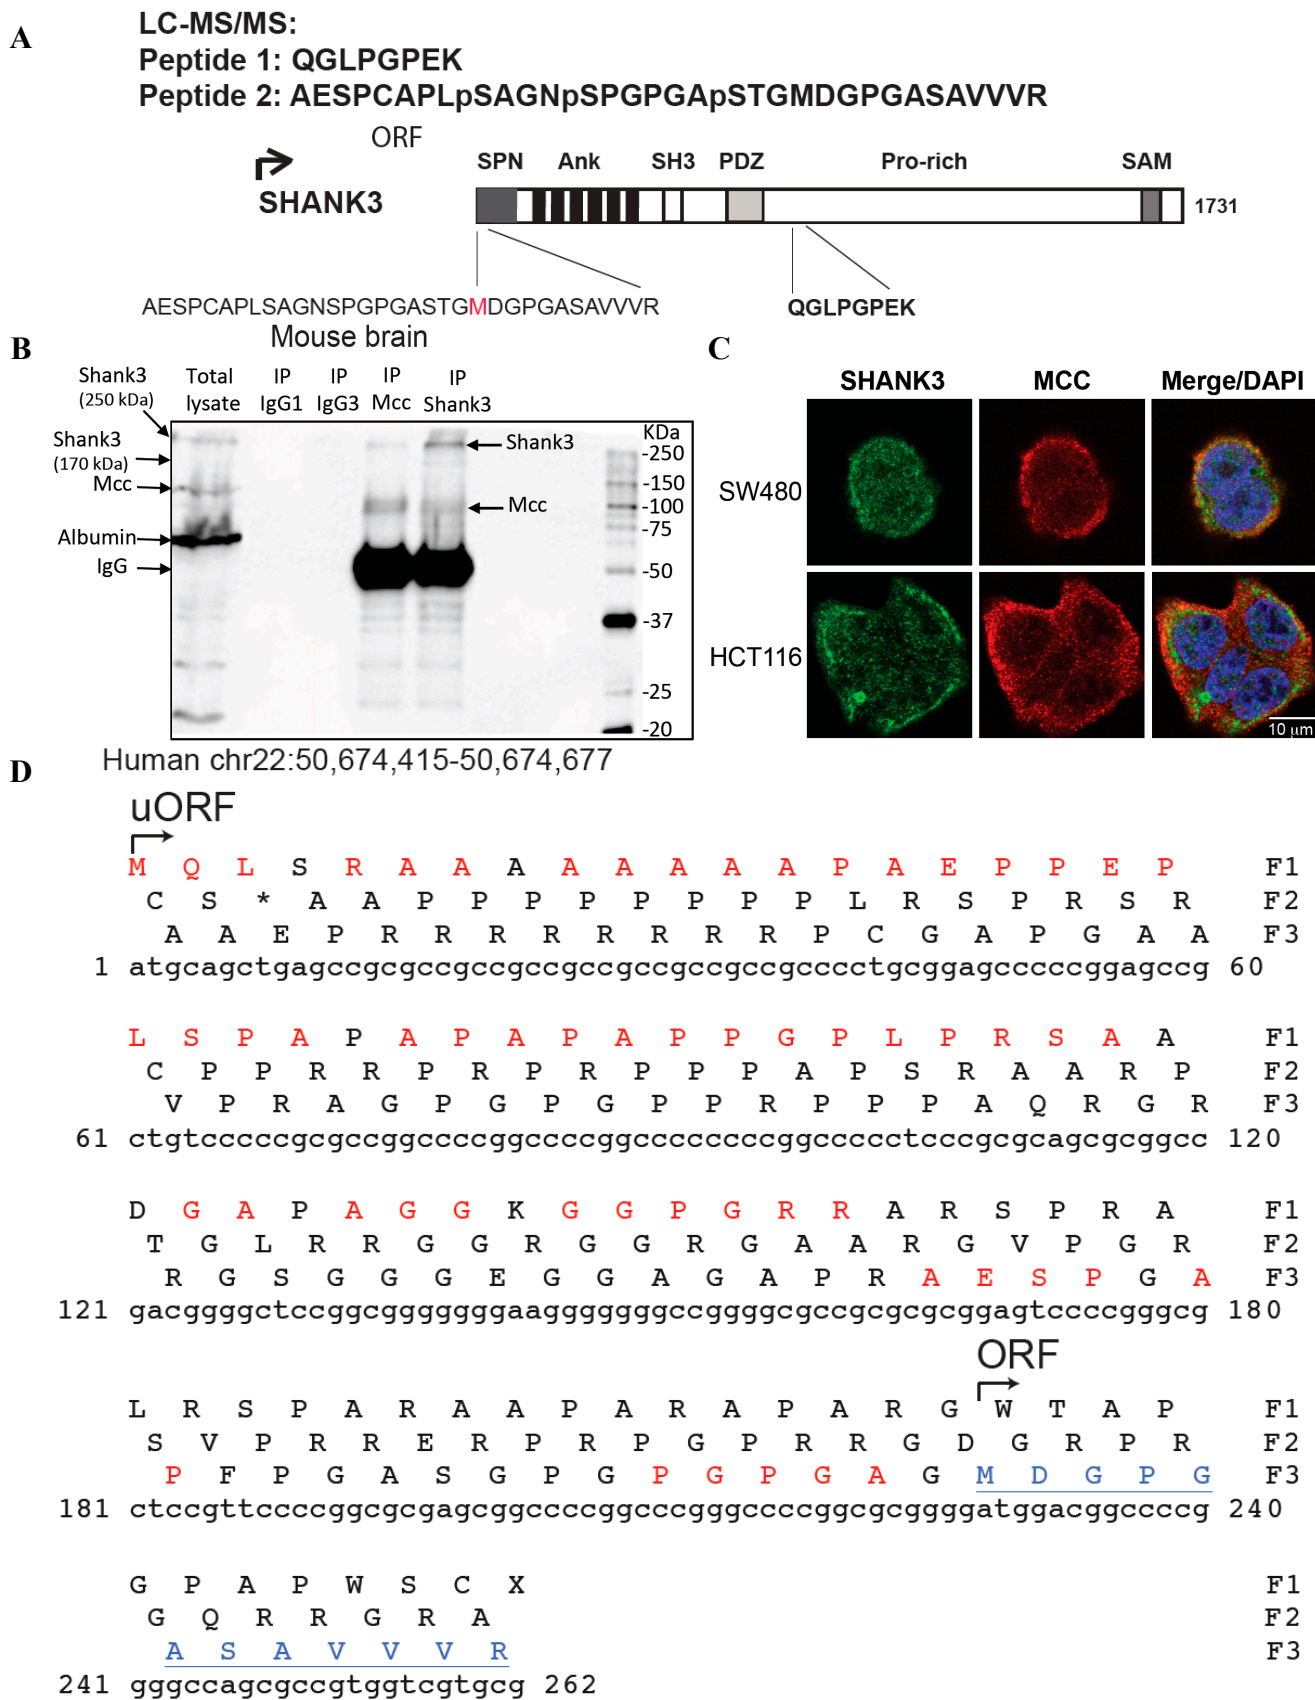 A
LC-MS/MS:
Peptide 1: QGLPGPEK
Peptide 2: AESPCAPLpSAGNpSPGPGApSTGMDGPGASAVVVR
ORF
SHANK3
SPN Ank SH3 PDZ Pro-rich SAM
1731
AESPCAPLSAGNSPGPGASTGMDGPGASAVVVR
QGLPGPEK
B
Mouse brain
Total lysate
IP IgG1
IP IgG3
IP Mcc
IP Shank3
Shank3
(250 kDa)
Shank3
(170 kDa)
Mcc
Albumin
IgG
Shank3
Mcc
KDa
-250
-150
-100
-75
-50
-37
-25
-20
C
SHANK3 MCC Merge/DAPI
SW480
HCT116
10 µm
D
Human chr22:50,674,415-50,674,677
uORF
M Q L S R A A A A A A A A P A E P P E P F1
C S * A A P P P P P P P P L R S P R S R F2
A A E P R R R R R R R R P C G A P G A A F3
1 atgcagctgagccgcgccgccgccgccgccgccgccgccgcccctgcggagcccccggagccg 60
L S P A P A P A P A P P G P L P R S A A F1
C P P R R P R P R P P P A P S R A A R P F2
V P R A G P G P G P P R P P P A Q R G R F3
61 ctgtcccccgcgccggccccggccccggccccccccggccccctcccgcgcagcgcggcc 120
D G A P A G G K G G P G R R A R S P R A F1
T G L R R G G R G G R G A A R G V P G R F2
R G S G G G E G G A G A P R A E S P G A F3
121 gacggggctccggcgggggggaaggggggggccggggcgccgcgcgcggagtccccgggcg 180
ORF
L R S P A R A A P A R A P A R G W T A P F1
S V P R R E R P R P G P R R G D G R P R F2
P F P G A S G P G P G P G A G M D G P G F3
181 ctccgttccccggcgcgagcggccccggcccgggccccggcgcggggatggacggccccg 240
G P A P W S C X F1
G Q R R G R A F2
A S A V V V R F3
241 gggccagcgccgtggtcgtgcg 262